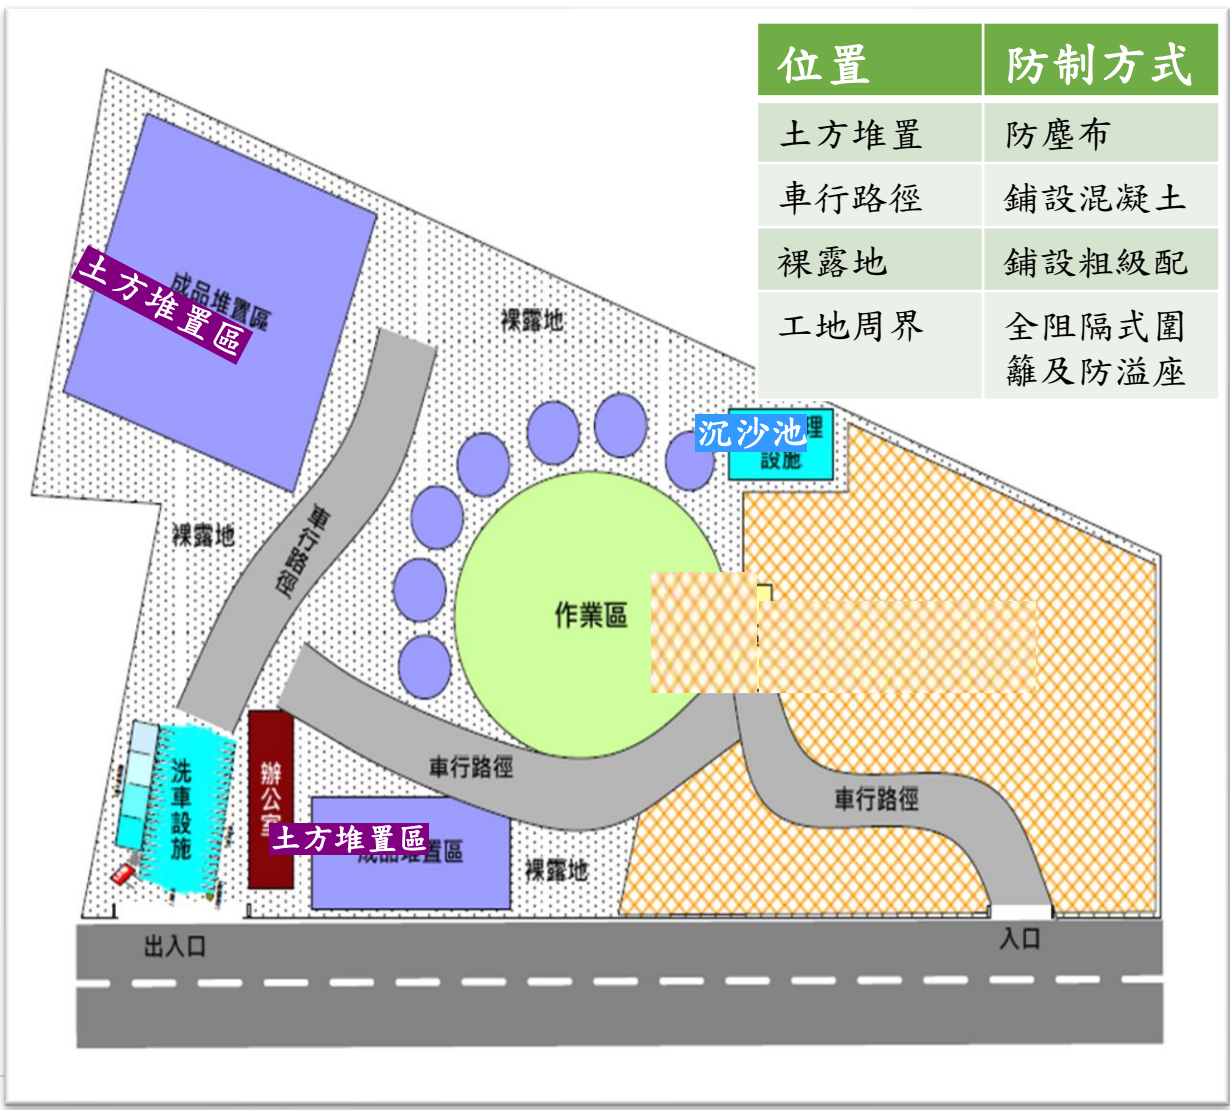 位置 防制方式
土方堆置 防塵布
車行路徑 鋪設混凝土
裸露地 鋪設粗級配
工地周界 全阻隔式圍
籬及防溢座
成品堆置區
土方堆置區
裸露地
沉沙池
理
設施
裸露地
車行路徑
作業區
車行路徑
車行路徑
洗車設施
辦公室
土方堆置區
成品堆置區
裸露地
出入口
入口